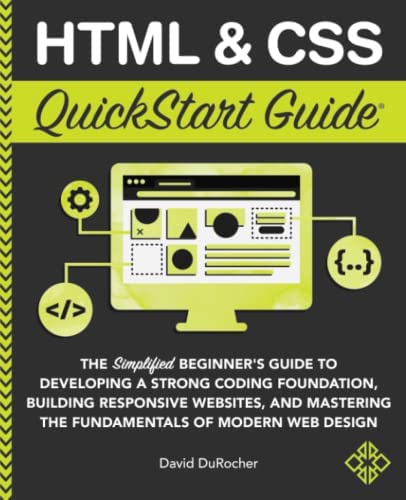 HTML & CSS
QuickStart Guide®
</>
{..}
THE Simplified BEGINNER'S GUIDE TO
DEVELOPING A STRONG CODING FOUNDATION,
BUILDING RESPONSIVE WEBSITES, AND MASTERING
THE FUNDAMENTALS OF MODERN WEB DESIGN
David DuRocher